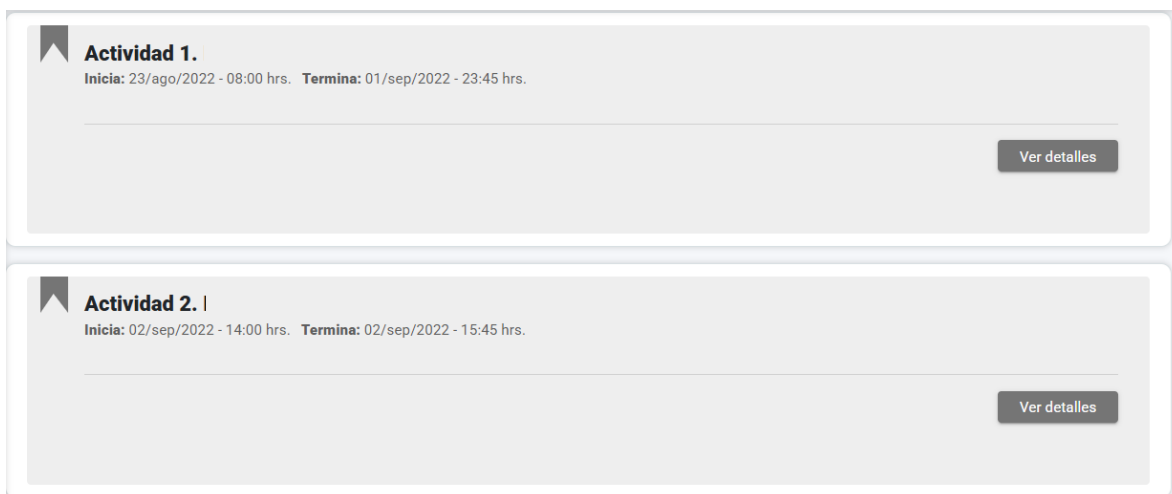 Actividad 1.
Inicia: 23/ago/2022 - 08:00 hrs. Termina: 01/sep/2022 - 23:45 hrs.
Ver detalles
Actividad 2.
Inicia: 02/sep/2022 - 14:00 hrs. Termina: 02/sep/2022 - 15:45 hrs.
Ver detalles